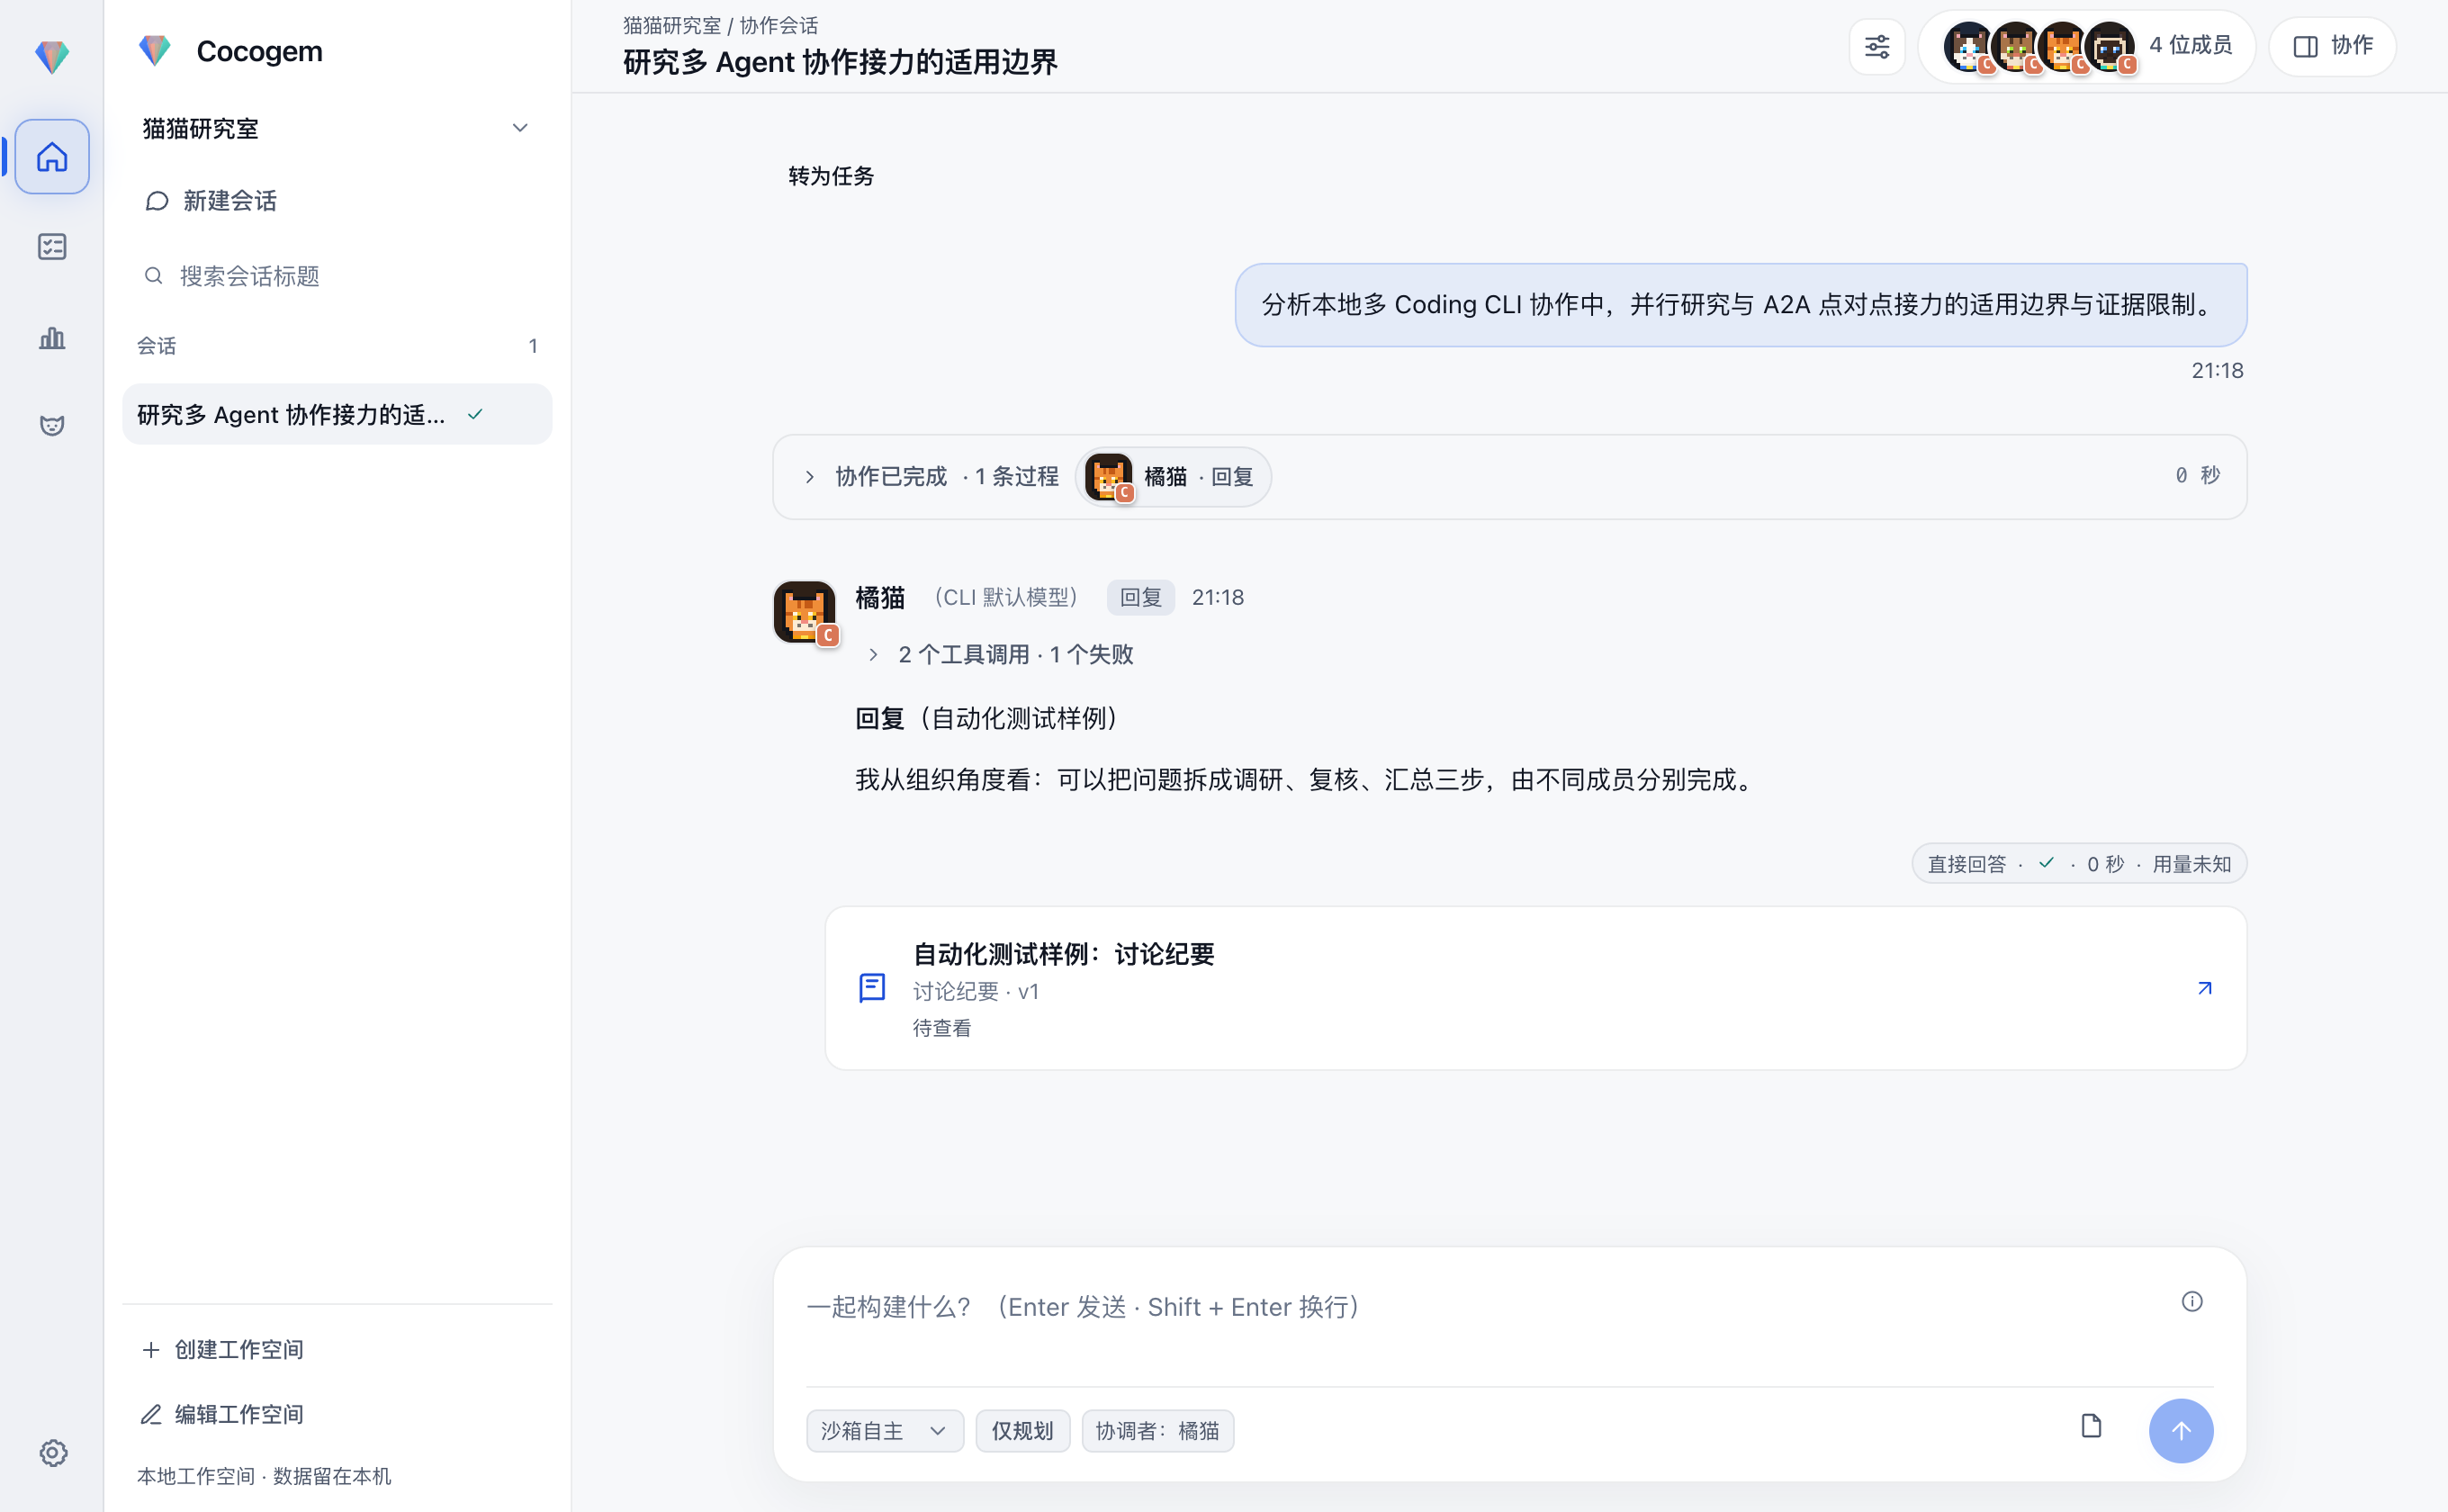 Cocogem
猫猫研究室
新建会话
搜索会话标题
会话 1
研究多 Agent 协作接力的适...
创建工作空间
编辑工作空间
本地工作空间 · 数据留在本机
猫猫研究室 / 协作会话
研究多 Agent 协作接力的适用边界
C C C C 4 位成员
协作
转为任务
分析本地多 Coding CLI 协作中，并行研究与 A2A 点对点接力的适用边界与证据限制。
21:18
协作已完成 · 1 条过程 C 橘猫 · 回复 0 秒
C 橘猫 （CLI 默认模型） 回复 21:18
2 个工具调用 · 1 个失败
回复（自动化测试样例）
我从组织角度看：可以把问题拆成调研、复核、汇总三步，由不同成员分别完成。
直接回答 · · 0 秒 · 用量未知
自动化测试样例：讨论纪要
讨论纪要 · v1
待查看
一起构建什么？（Enter 发送 · Shift + Enter 换行）
沙箱自主 仅规划 协调者：橘猫